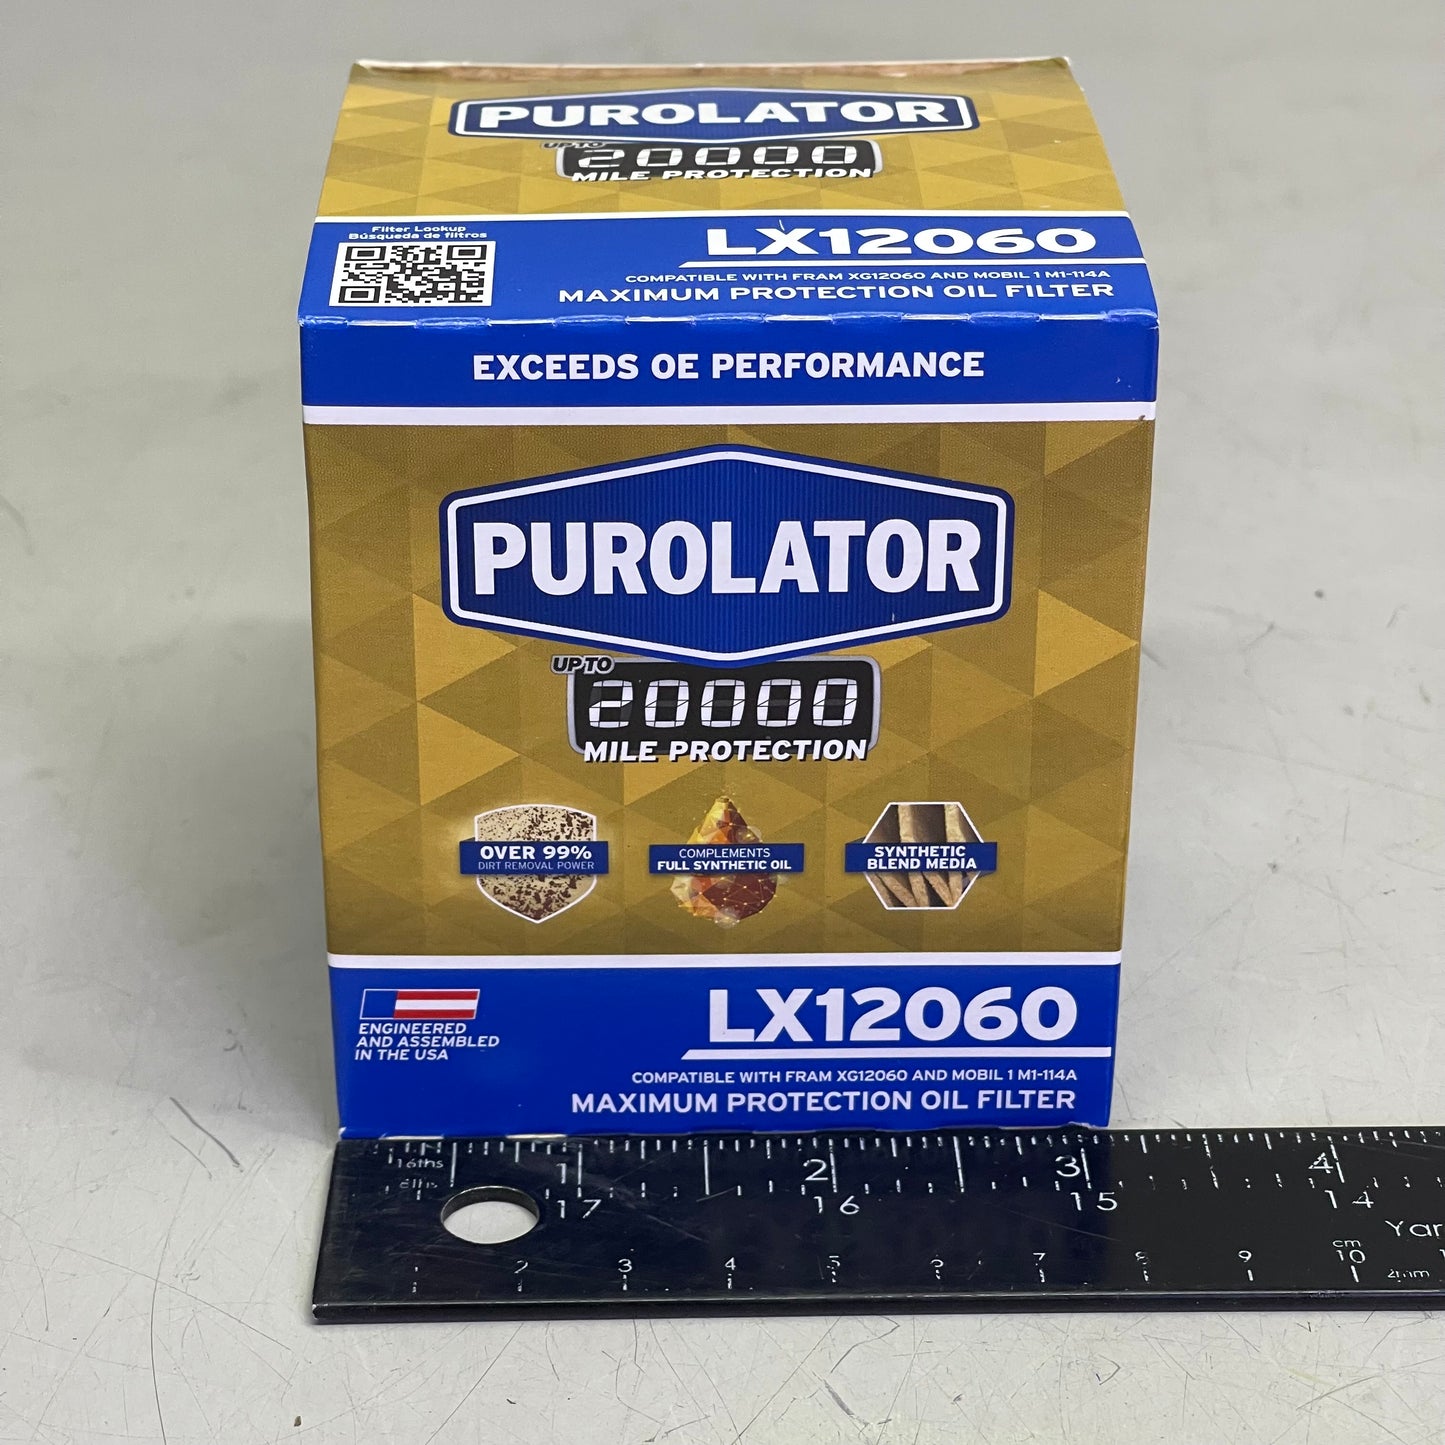 PUROLATOR
UP TO
20000
MILE PROTECTION
Filter Lookup
Búsqueda de filtros
LX12060
COMPATIBLE WITH FRAM XG12060 AND MOBIL 1 M1-114A
MAXIMUM PROTECTION OIL FILTER
EXCEEDS OE PERFORMANCE
PUROLATOR
UP TO
20000
MILE PROTECTION
OVER 99%
DIRT REMOVAL POWER
COMPLEMENTS
FULL SYNTHETIC OIL
SYNTHETIC
BLEND MEDIA
ENGINEERED
AND ASSEMBLED
IN THE USA
LX12060
COMPATIBLE WITH FRAM XG12060 AND MOBIL 1 M1-114A
MAXIMUM PROTECTION OIL FILTER
16ths
1 2 3 4
17 16 15 14
Yar
cm
2 3 4 5 6 7 8 9 10
2mm